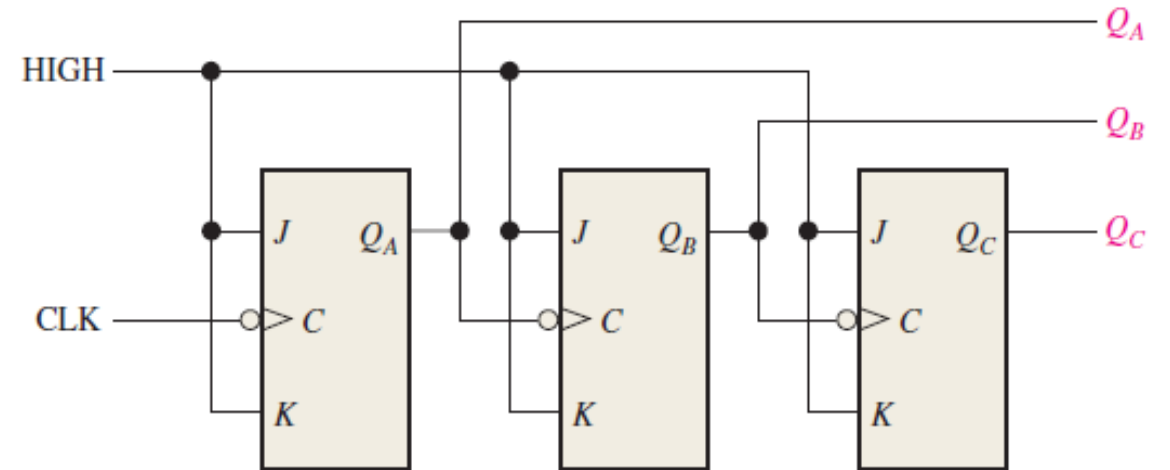 Q_A
HIGH
Q_B
J Q_A J Q_B J Q_C Q_C
CLK C C C
K K K